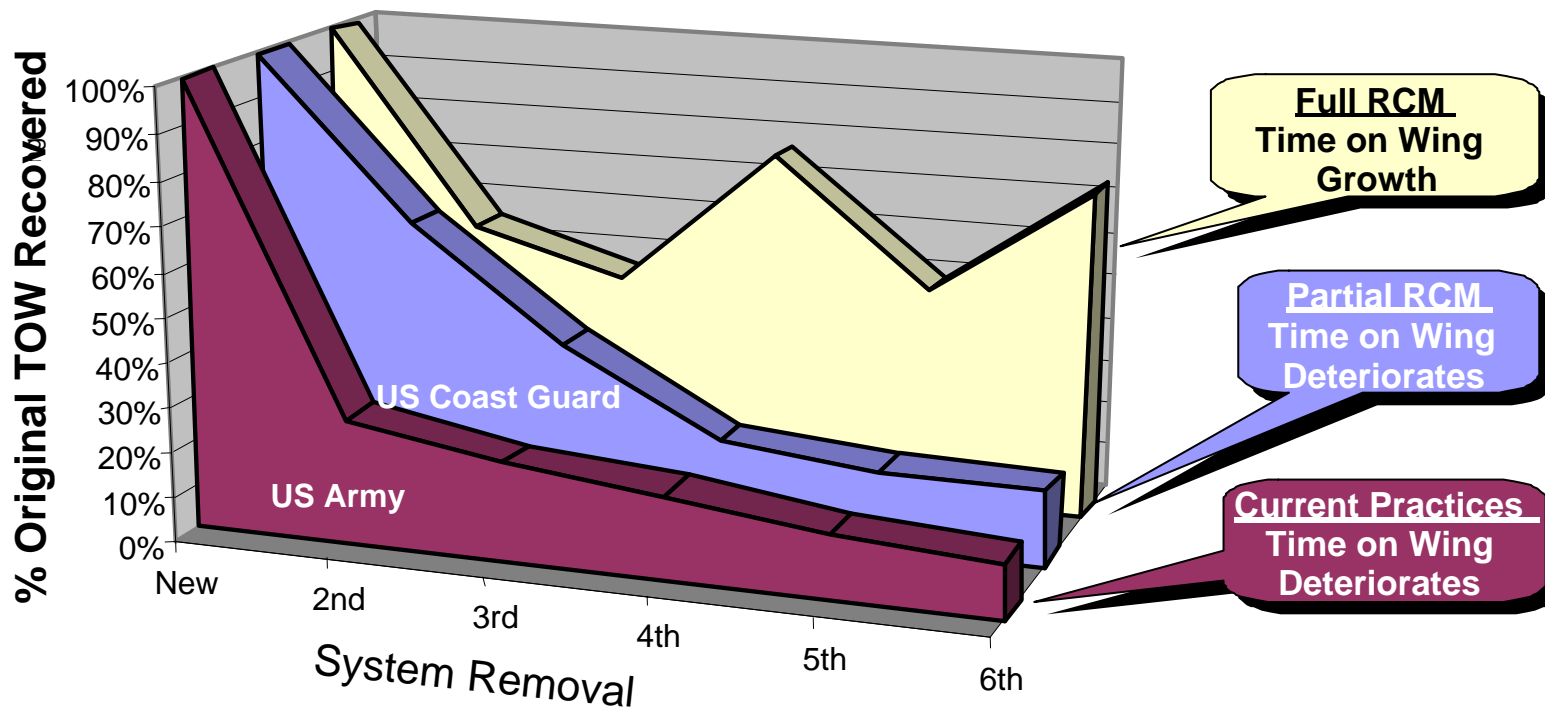 % Original TOW Recovered
100%
90%
80%
70%
60%
50%
40%
30%
20%
10%
0%
New
2nd
3rd
4th
5th
6th
System Removal
US Army
US Coast Guard
Full RCM
Time on Wing
Growth
Partial RCM
Time on Wing
Deteriorates
Current Practices
Time on Wing
Deteriorates